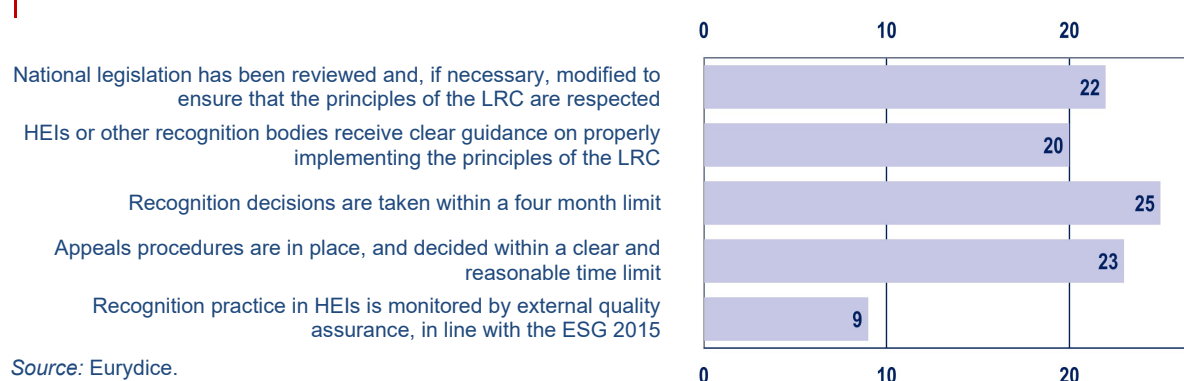 0 10 20
National legislation has been reviewed and, if necessary, modified to
ensure that the principles of the LRC are respected
22
HEIs or other recognition bodies receive clear guidance on properly
implementing the principles of the LRC
20
Recognition decisions are taken within a four month limit
25
Appeals procedures are in place, and decided within a clear and
reasonable time limit
23
Recognition practice in HEIs is monitored by external quality
assurance, in line with the ESG 2015
9
Source: Eurydice.
0 10 20